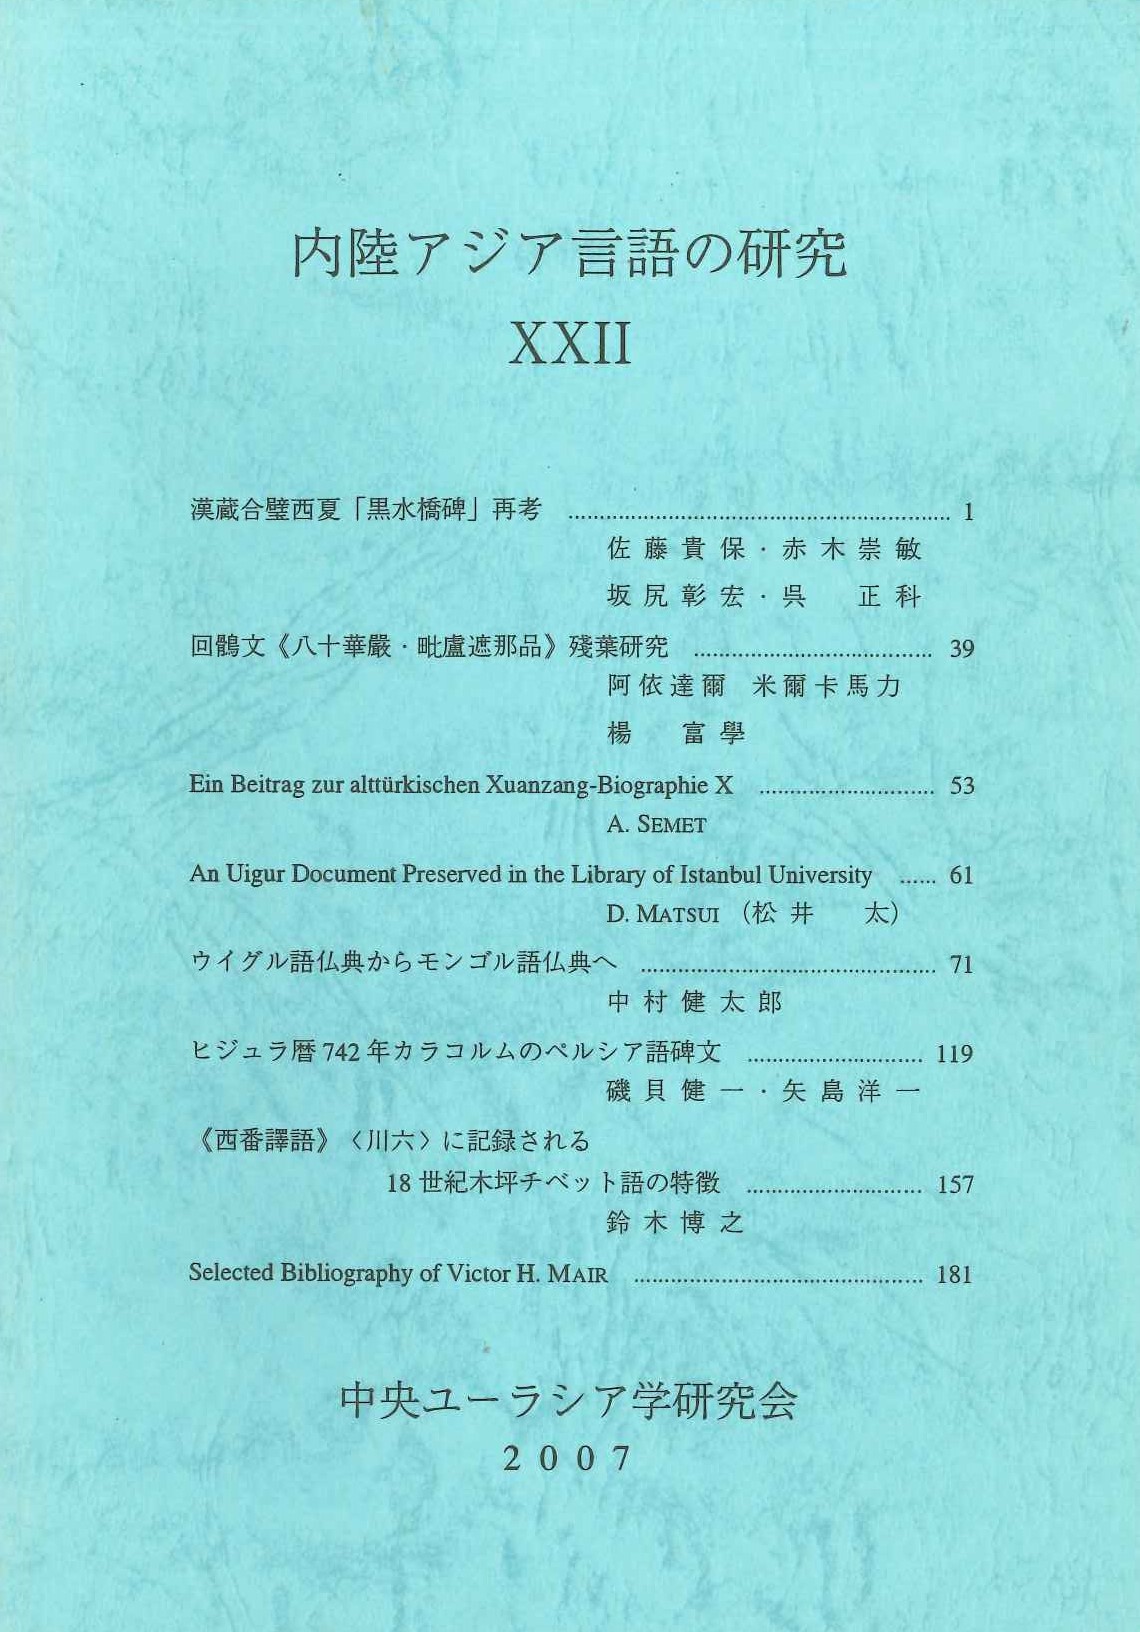 内陸アジア言語の研究
XXII
漢蔵合璧西夏「黒水橋碑」再考 ........................................................ 1
佐藤貴保・赤木崇敏
坂尻彰宏・呉　正科
回鶻文《八十華嚴・毗盧遮那品》殘葉研究 ................................... 39
阿依達爾　米爾卡馬力
楊　富學
Ein Beitrag zur alttürkischen Xuanzang-Biographie X ............................ 53
A. SEMET
An Uigur Document Preserved in the Library of Istanbul University ...... 61
D. MATSUI （松井　太）
ウイグル語仏典からモンゴル語仏典へ ............................................... 71
中村健太郎
ヒジュラ暦 742 年カラコルムのペルシア語碑文 ............................ 119
磯貝健一・矢島洋一
《西番譯語》〈川六〉に記録される
18 世紀木坪チベット語の特徴 ............................ 157
鈴木博之
Selected Bibliography of Victor H. MAIR ............................................... 181
中央ユーラシア学研究会
2007